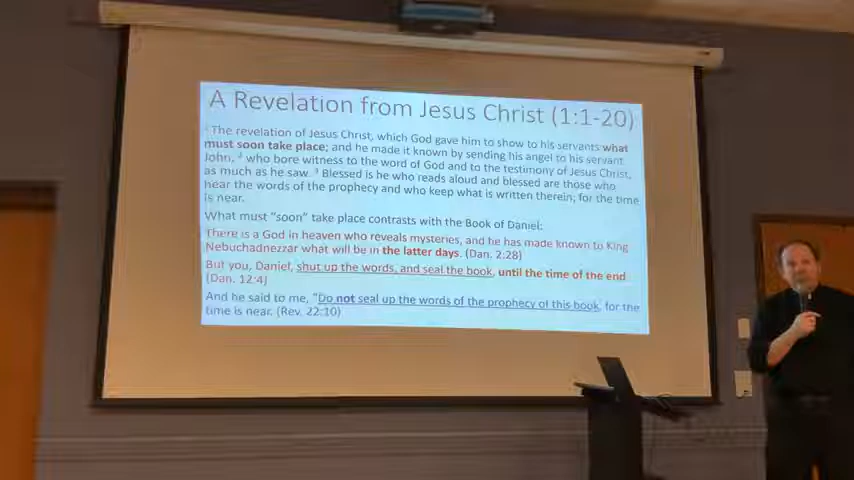 A Revelation from Jesus Christ (1:1-20)
1 The revelation of Jesus Christ, which God gave him to show to his servants what
must soon take place; and he made it known by sending his angel to his servant
John, 2 who bore witness to the word of God and to the testimony of Jesus Christ,
as much as he saw. 3 Blessed is he who reads aloud and blessed are those who
hear the words of the prophecy and who keep what is written therein; for the time
is near.
What must "soon" take place contrasts with the Book of Daniel:
There is a God in heaven who reveals mysteries, and he has made known to King
Nebuchadnezzar what will be in the latter days. (Dan. 2:28)
But you, Daniel, shut up the words, and seal the book, until the time of the end
(Dan. 12:4)
And he said to me, "Do not seal up the words of the prophecy of this book, for the
time is near. (Rev. 22:10)